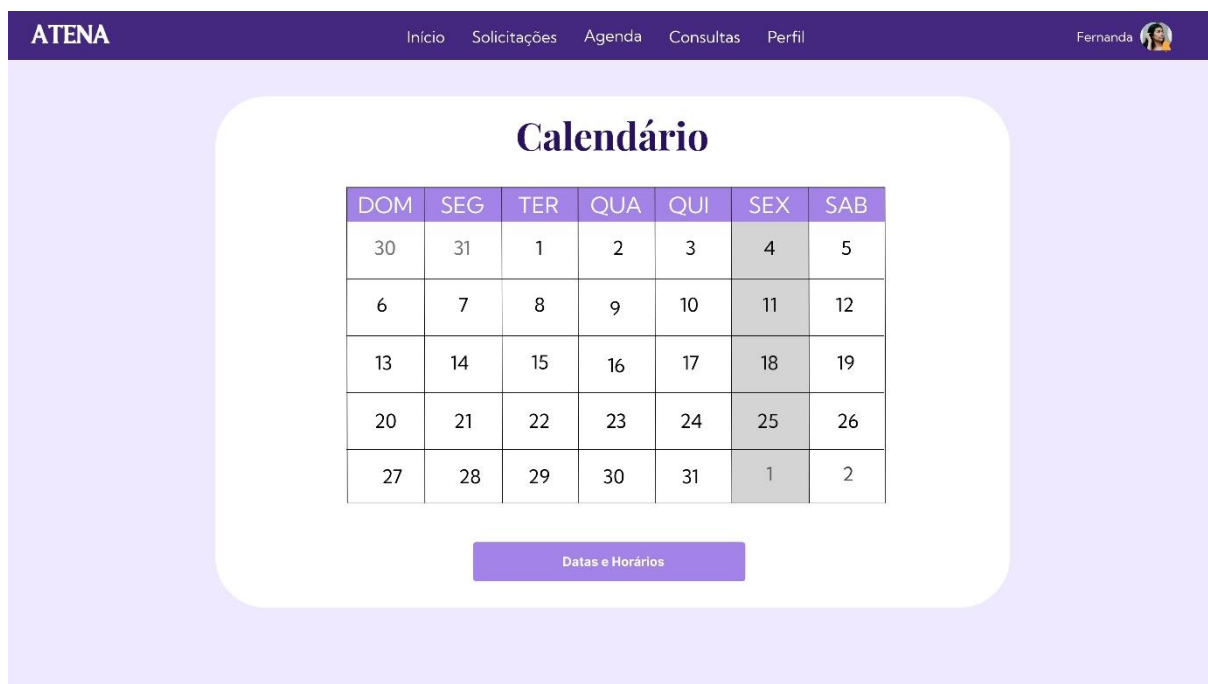 ATENA Início Solicitações Agenda Consultas Perfil Fernanda
Calendário
DOM SEG TER QUA QUI SEX SAB
30 31 1 2 3 4 5
6 7 8 9 10 11 12
13 14 15 16 17 18 19
20 21 22 23 24 25 26
27 28 29 30 31 1 2
Datas e Horários